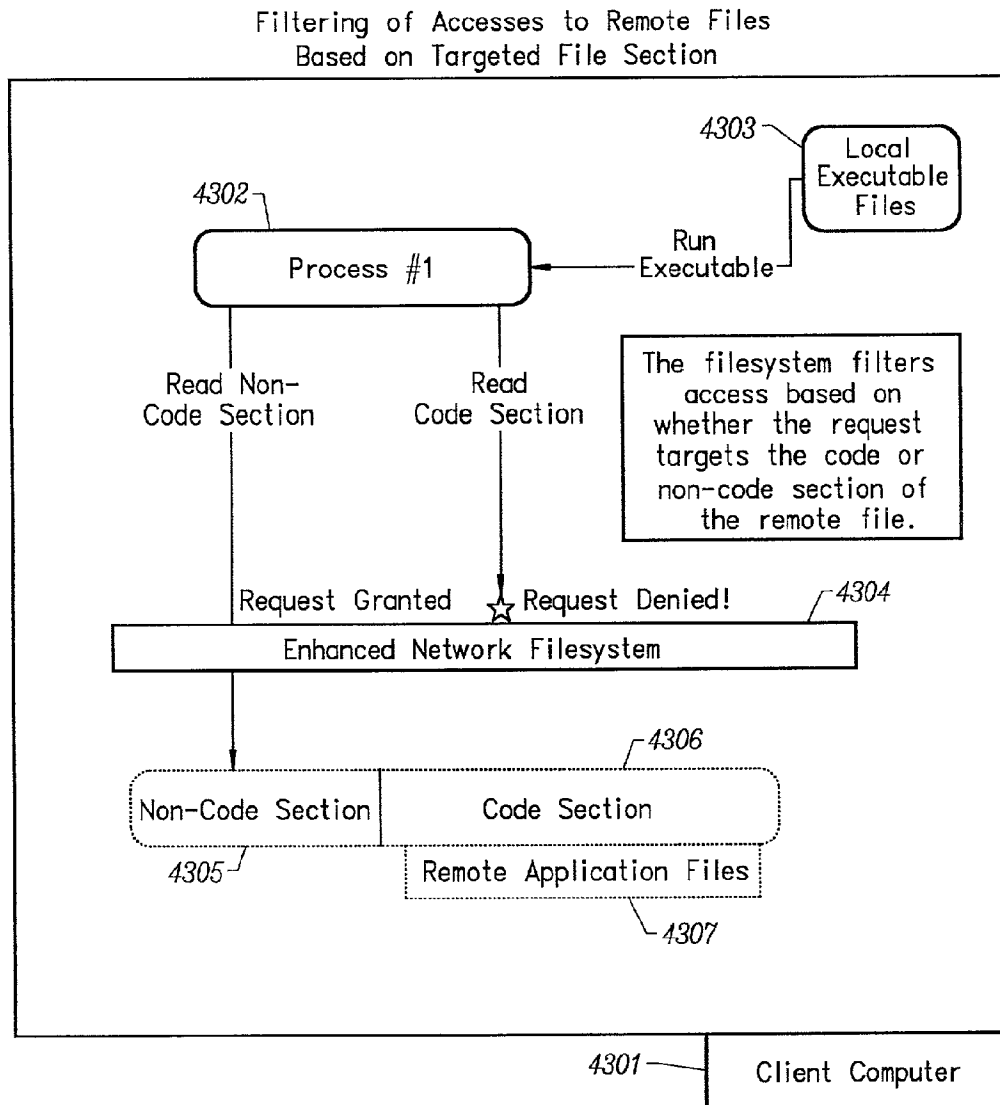 Filtering of Accesses to Remote Files
Based on Targeted File Section
4303
Local
Executable
Files
4302
Process #1
Run
Executable
Read Non-
Code Section
Read
Code Section
The filesystem filters
access based on
whether the request
targets the code or
non-code section of
the remote file.
Request Granted
Request Denied!
4304
Enhanced Network Filesystem
4306
Non-Code Section
Code Section
4305
Remote Application Files
4307
4301
Client Computer